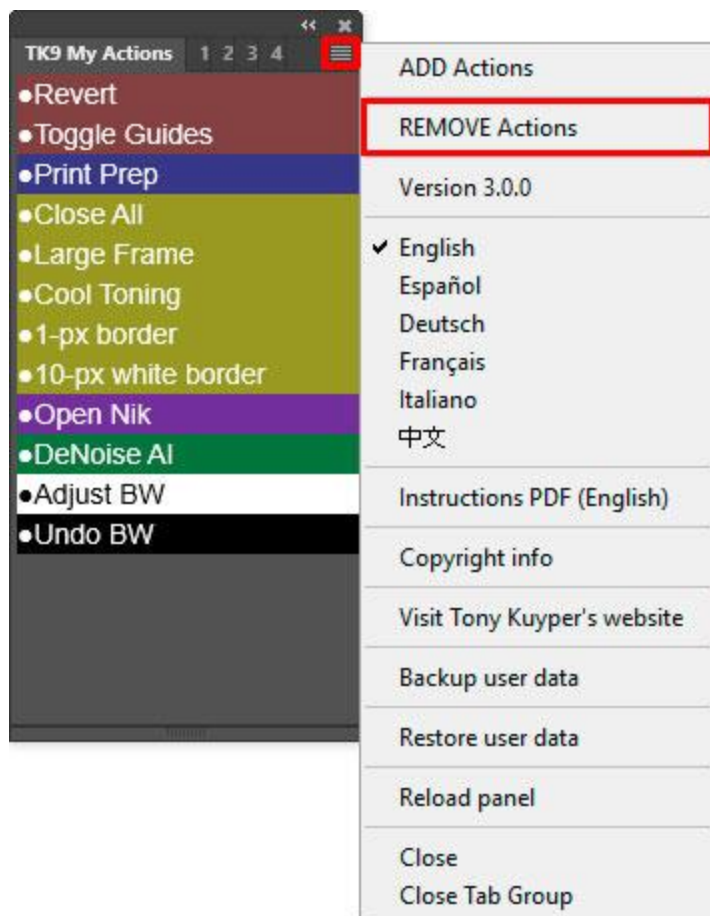 TK9 My Actions 1 2 3 4
●Revert
●Toggle Guides
●Print Prep
●Close All
●Large Frame
●Cool Toning
●1-px border
●10-px white border
●Open Nik
●DeNoise AI
●Adjust BW
●Undo BW
ADD Actions
REMOVE Actions
Version 3.0.0
✔ English
Español
Deutsch
Français
Italiano
中文
Instructions PDF (English)
Copyright info
Visit Tony Kuyper's website
Backup user data
Restore user data
Reload panel
Close
Close Tab Group